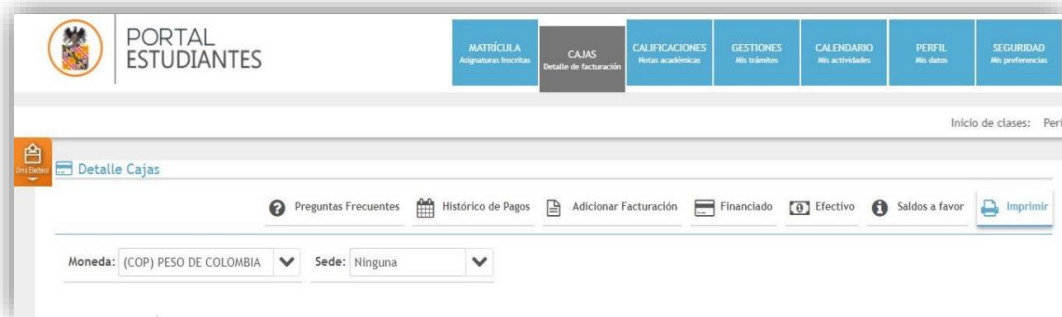 PORTAL
ESTUDIANTES
MATRÍCULA
Asignaturas Inscritas
CAJAS
Detalle de facturación
CALIFICACIONES
Notas académicas
GESTIONES
Mis trámites
CALENDARIO
Mis actividades
PERFIL
Mis datos
SEGURIDAD
Mis preferencias
Inicio de clases: Peri
Detalle Cajas
Preguntas Frecuentes Histórico de Pagos Adicionar Facturación Financiado Efectivo Saldos a favor Imprimir
Moneda: (COP) PESO DE COLOMBIA Sede: Ninguna